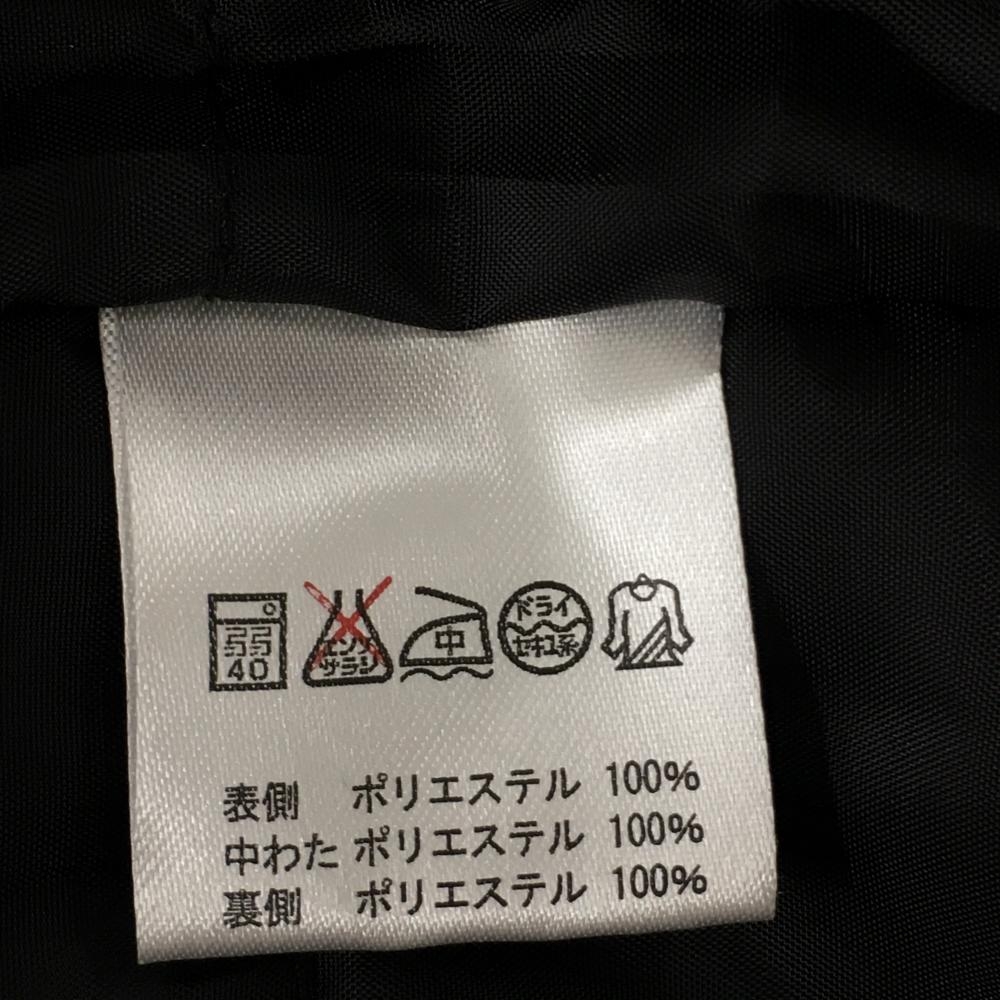 弱 40
エンソ サラシ
中
ドライ セキユ系
表側 ポリエステル 100%
中わた ポリエステル 100%
裏側 ポリエステル 100%